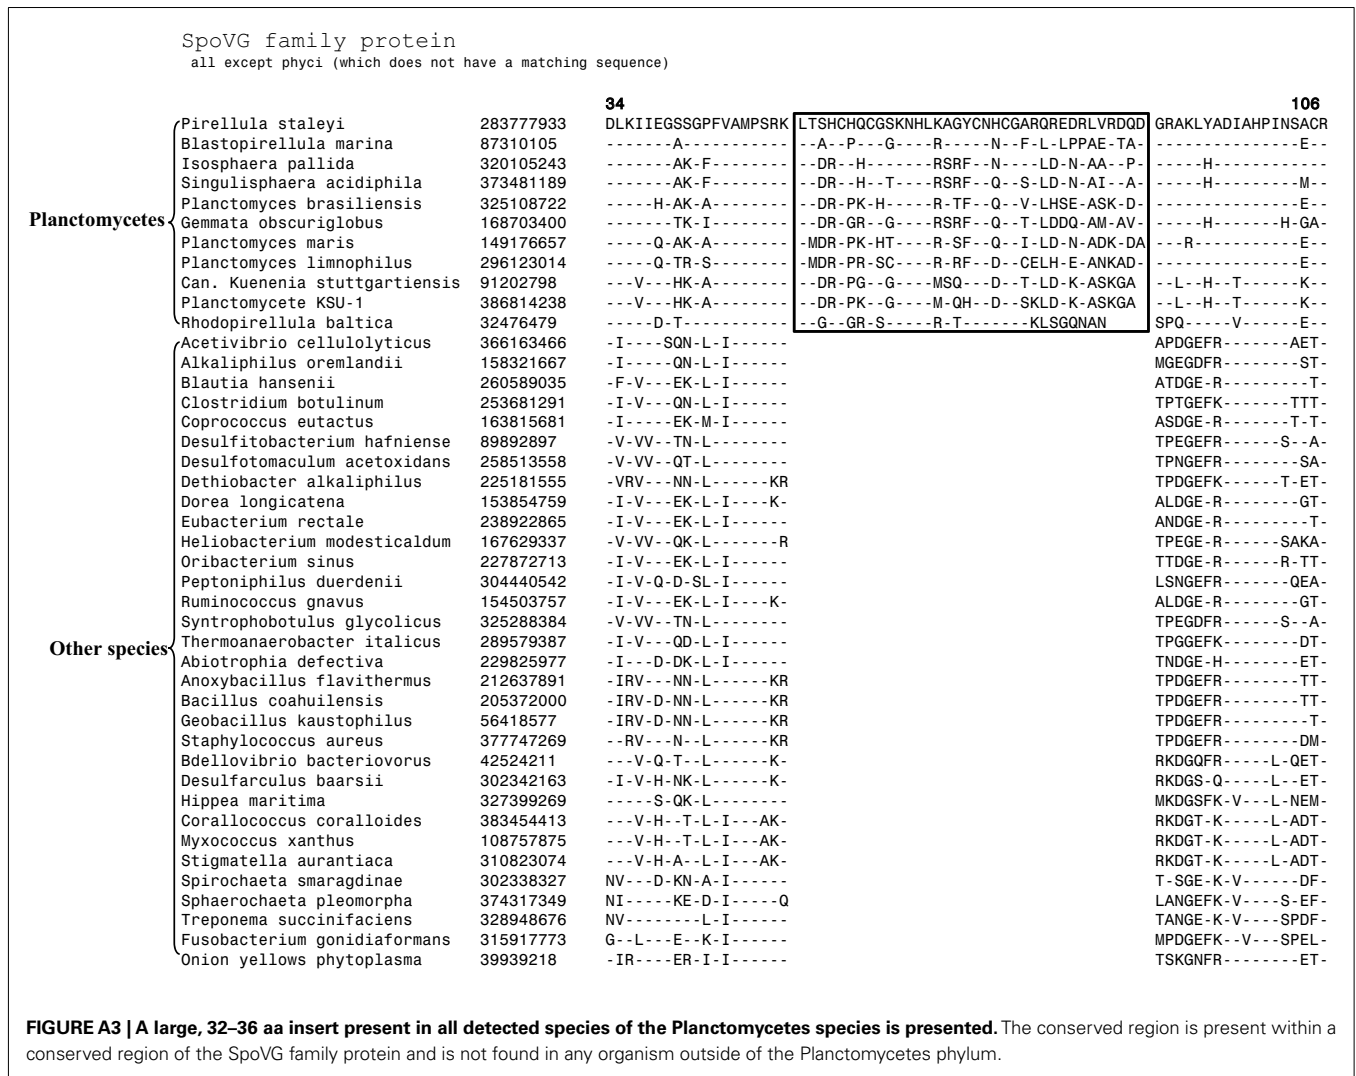 SpoVG family protein
all except phyci (which does not have a matching sequence)
34 106
Pirellula staleyi 283777933 DLKIIEGSSGPFVAMPSRK LTSHCHQCGSKNHLKAGYCNHCGARQREDRLVRDQD GRAKLYADIAHPINSACR
Blastopirellula marina 87310105 -------A----------- --A--P---G----R-----N--F-L-LPPAE-TA- ---------------E--
Isosphaera pallida 320105243 -------AK-F-------- --DR--H-------RSRF--N----LD-N-AA--P- -----H------------
Singulisphaera acidiphila 373481189 -------AK-F-------- --DR--H--T----RSRF--Q--S-LD-N-AI--A- -----H---------M--
Planctomyces brasiliensis 325108722 -----H-AK-A-------- --DR-PK-H-----R-TF--Q--V-LHSE-ASK-D- ---------------E--
Planctomycetes Gemmata obscuriglobus 168703400 -------TK-I-------- --DR-GR--G----RSRF--Q--T-LDDQ-AM-AV- -----H-------H-GA-
Planctomyces maris 149176657 -----Q-AK-A-------- -MDR-PK-HT----R-SF--Q--I-LD-N-ADK-DA ---R-----------E--
Planctomyces limnophilus 296123014 -----Q-TR-S-------- -MDR-PR-SC----R-RF--D--CELH-E-ANKAD- ---------------E--
Can. Kuenenia stuttgartiensis 91202798 ---V---HK-A-------- --DR-PG--G----MSQ---D--T-LD-K-ASKGA --L--H--T------K--
Planctomycete KSU-1 386814238 ---V---HK-A-------- --DR-PK--G----M-QH--D--SKLD-K-ASKGA --L--H--T------K--
Rhodopirellula baltica 32476479 -----D-T----------- --G--GR-S-----R-T-------KLSGQNAN SPQ-----V------E--
Acetivibrio cellulolyticus 366163466 -I----SQN-L-I------ APDGEFR-------AET-
Alkaliphilus oremlandii 158321667 -I-----QN-L-I------ MGEGDFR--------ST-
Blautia hansenii 260589035 -F-V---EK-L-I------ ATDGE-R---------T-
Clostridium botulinum 253681291 -I-V---QN-L-I------ TPTGEFK-------TTT-
Coprococcus eutactus 163815681 -I-----EK-M-I------ ASDGE-R-------T-T-
Desulfitobacterium hafniense 89892897 -V-VV--TN-L-------- TPEGEFR------S--A-
Desulfotomaculum acetoxidans 258513558 -V-VV--QT-L-------- TPNGEFR--------SA-
Dethiobacter alkaliphilus 225181555 -VRV---NN-L------KR TPDGEFK------T-ET-
Dorea longicatena 153854759 -I-V---EK-L-I----K- ALDGE-R--------GT-
Eubacterium rectale 238922865 -I-V---EK-L-I------ ANDGE-R---------T-
Heliobacterium modesticaldum 167629337 -V-VV--QK-L-------R TPEGE-R------SAKA-
Oribacterium sinus 227872713 -I-V---EK-L-I------ TTDGE-R------R-TT-
Peptoniphilus duerdenii 304440542 -I-V-Q-D-SL-I------ LSNGEFR-------QEA-
Ruminococcus gnavus 154503757 -I-V---EK-L-I----K- ALDGE-R--------GT-
Syntrophobotulus glycolicus 325288384 -V-VV--TN-L-------- TPEGDFR------S--A-
Other species Thermoanaerobacter italicus 289579387 -I-V---QD-L-I------ TPGGEFK--------DT-
Abiotrophia defectiva 229825977 -I---D-DK-L-I------ TNDGE-H--------ET-
Anoxybacillus flavithermus 212637891 -IRV---NN-L------KR TPDGEFR--------TT-
Bacillus coahuilensis 205372000 -IRV-D-NN-L------KR TPDGEFR--------TT-
Geobacillus kaustophilus 56418577 -IRV-D-NN-L------KR TPDGEFR---------T-
Staphylococcus aureus 377747269 --RV---N--L------KR TPDGEFR--------DM-
Bdellovibrio bacteriovorus 42524211 ---V-Q-T--L------K- RKDGQFR-----L-QET-
Desulfarculus baarsii 302342163 -I-V-H-NK-L------K- RKDGS-Q-----L--ET-
Hippea maritima 327399269 -----S-QK-L-------- MKDGSFK-V---L-NEM-
Corallococcus coralloides 383454413 ---V-H--T-L-I---AK- RKDGT-K-----L-ADT-
Myxococcus xanthus 108757875 ---V-H--T-L-I---AK- RKDGT-K-----L-ADT-
Stigmatella aurantiaca 310823074 ---V-H-A--L-I---AK- RKDGT-K-----L-ADT-
Spirochaeta smaragdinae 302338327 NV---D-KN-A-I------ T-SGE-K-V------DF-
Sphaerochaeta pleomorpha 374317349 NI-----KE-D-I-----Q LANGEFK-V----S-EF-
Treponema succinifaciens 328948676 NV--------L-I------ TANGE-K-V----SPDF-
Fusobacterium gonidiaformans 315917773 G--L---E--K-I------ MPDGEFK--V---SPEL-
Onion yellows phytoplasma 39939218 -IR----ER-I-I------ TSKGNFR--------ET-
FIGURE A3 | A large, 32–36 aa insert present in all detected species of the Planctomycetes species is presented. The conserved region is present within a
conserved region of the SpoVG family protein and is not found in any organism outside of the Planctomycetes phylum.